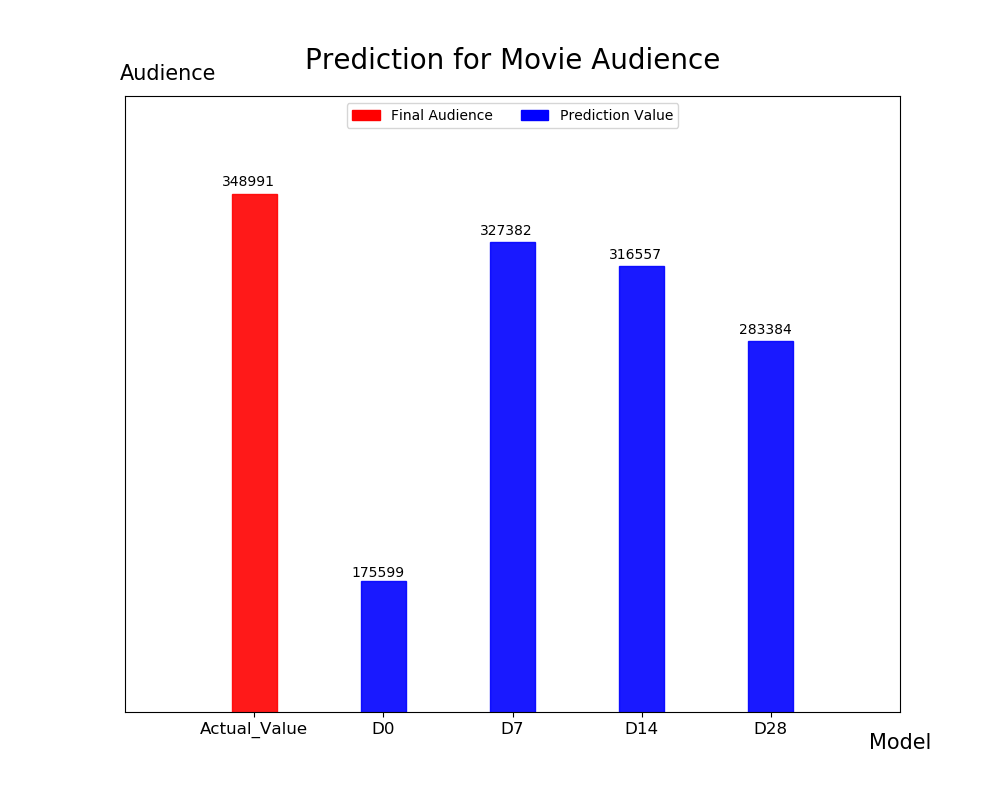 Prediction for Movie Audience
Audience
Final Audience Prediction Value
348991
327382
316557
283384
175599
Actual_Value D0 D7 D14 D28
Model